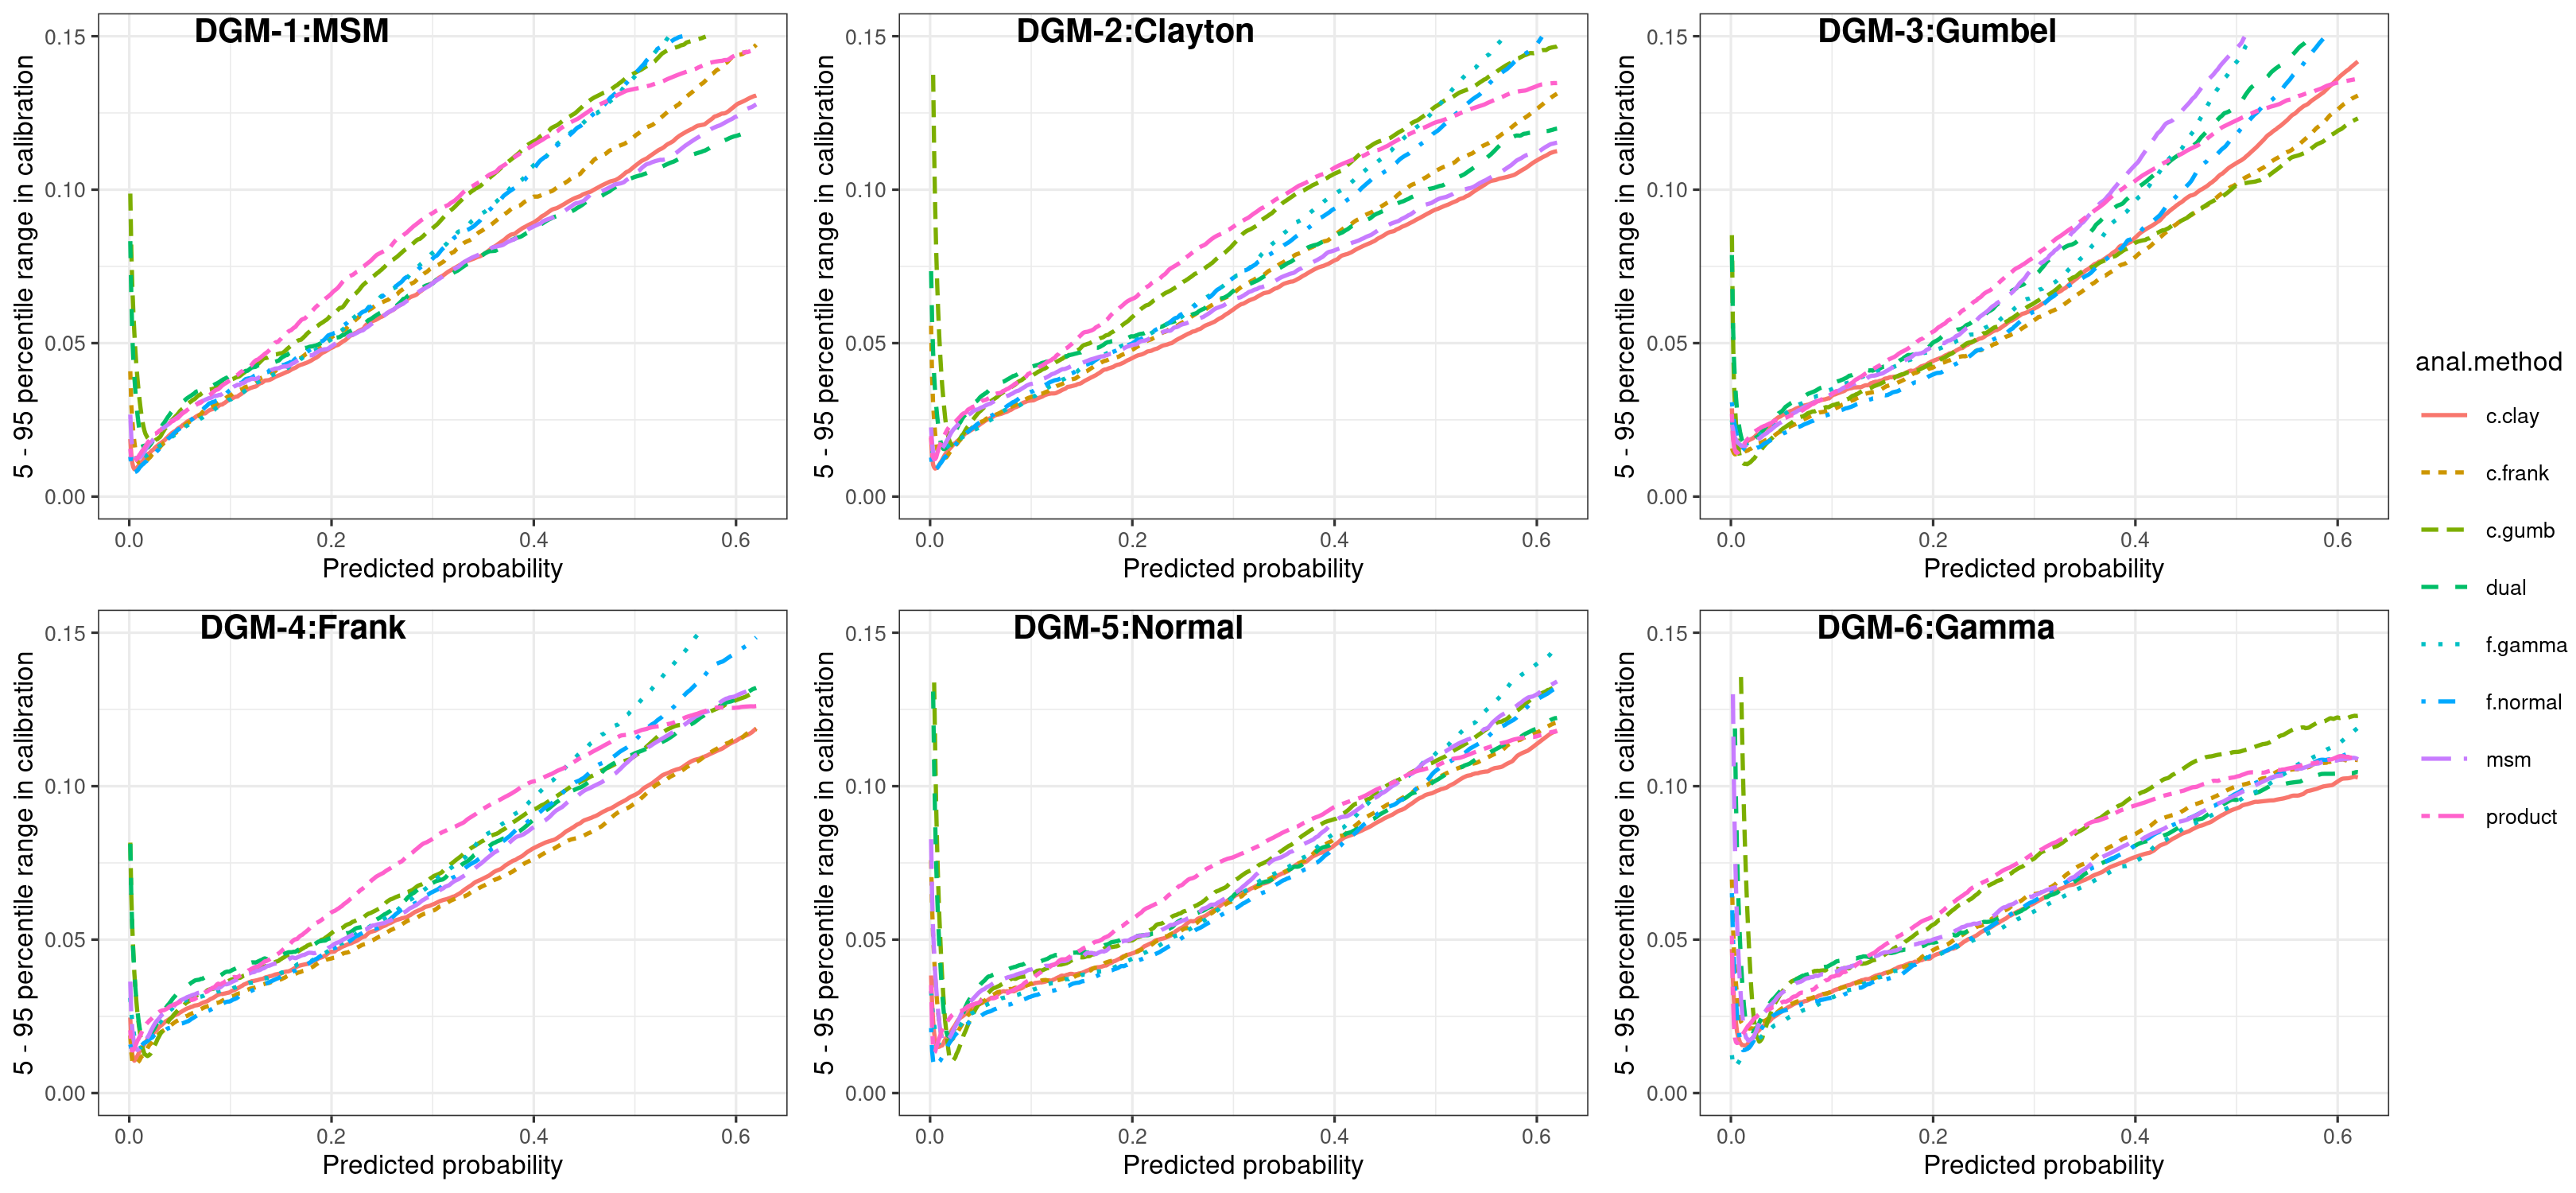 DGM-1:MSM
5 - 95 percentile range in calibration
0.15
0.10
0.05
0.00
0.0 0.2 0.4 0.6
Predicted probability
DGM-2:Clayton
5 - 95 percentile range in calibration
0.15
0.10
0.05
0.00
0.0 0.2 0.4 0.6
Predicted probability
DGM-3:Gumbel
5 - 95 percentile range in calibration
0.15
0.10
0.05
0.00
0.0 0.2 0.4 0.6
Predicted probability
DGM-4:Frank
5 - 95 percentile range in calibration
0.15
0.10
0.05
0.00
0.0 0.2 0.4 0.6
Predicted probability
DGM-5:Normal
5 - 95 percentile range in calibration
0.15
0.10
0.05
0.00
0.0 0.2 0.4 0.6
Predicted probability
DGM-6:Gamma
5 - 95 percentile range in calibration
0.15
0.10
0.05
0.00
0.0 0.2 0.4 0.6
Predicted probability
anal.method
c.clay
c.frank
c.gumb
dual
f.gamma
f.normal
msm
product